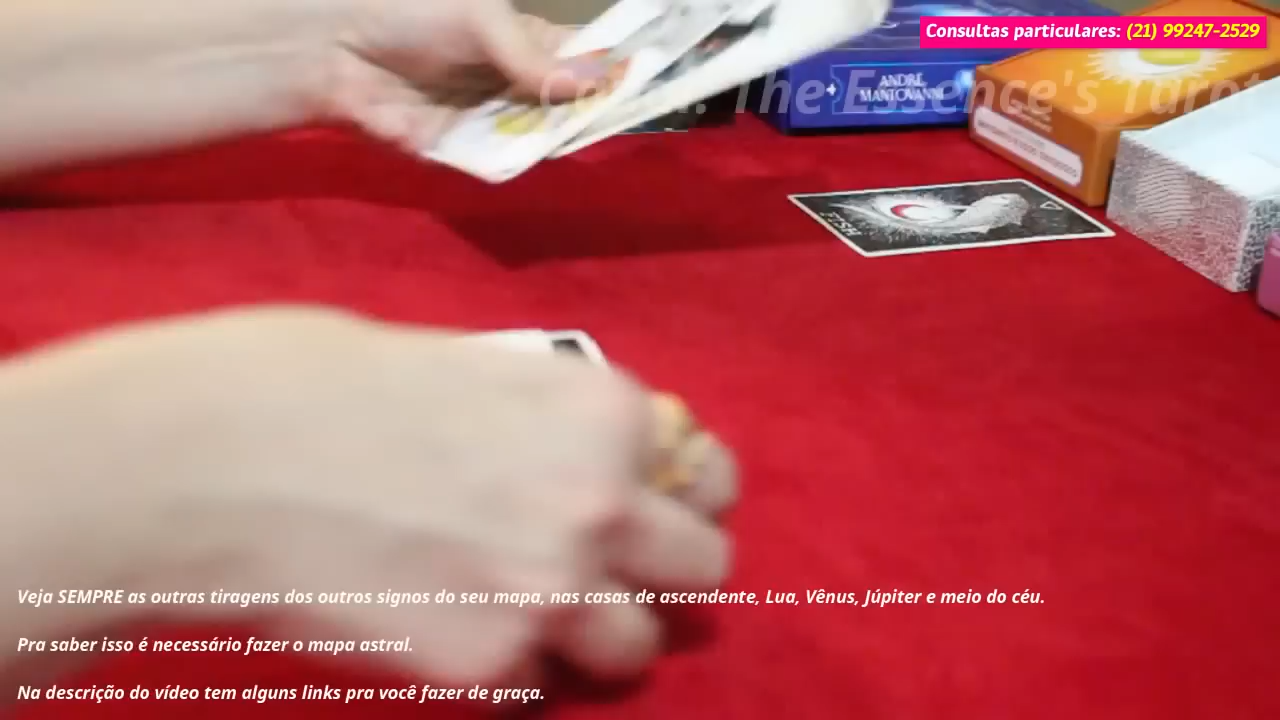 Consultas particulares: (21) 99247-2529
Canal: The Essence's Tarot
ANDRÉ
MANTOVANNI
Veja SEMPRE as outras tiragens dos outros signos do seu mapa, nas casas de ascendente, Lua, Vênus, Júpiter e meio do céu.
Pra saber isso é necessário fazer o mapa astral.
Na descrição do vídeo tem alguns links pra você fazer de graça.